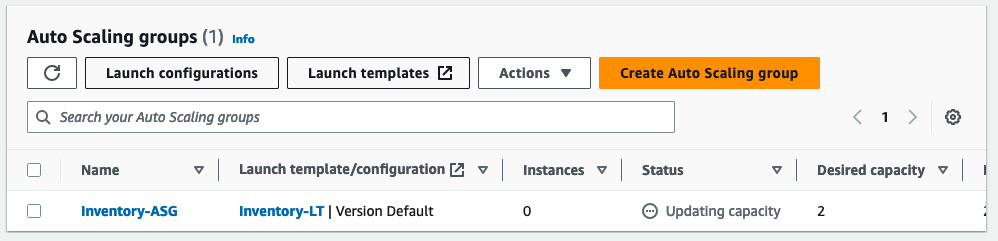 Auto Scaling groups (1) Info
Launch configurations Launch templates Actions Create Auto Scaling group
Search your Auto Scaling groups 1
Name Launch template/configuration Instances Status Desired capacity
Inventory-ASG Inventory-LT | Version Default 0 Updating capacity 2